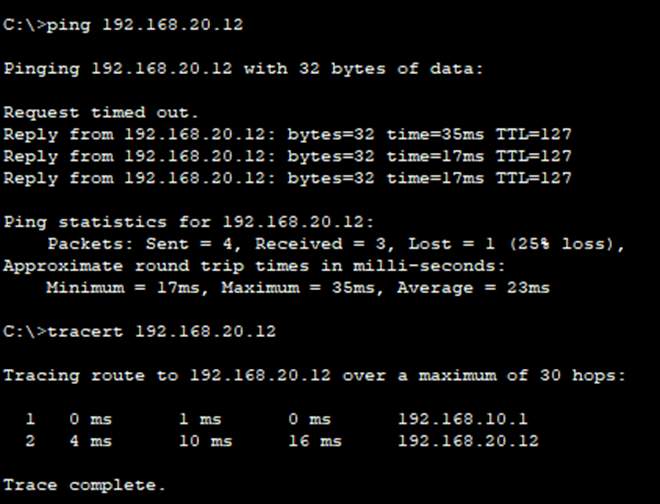 C:\>ping 192.168.20.12
Pinging 192.168.20.12 with 32 bytes of data:
Request timed out.
Reply from 192.168.20.12: bytes=32 time=35ms TTL=127
Reply from 192.168.20.12: bytes=32 time=17ms TTL=127
Reply from 192.168.20.12: bytes=32 time=17ms TTL=127
Ping statistics for 192.168.20.12:
    Packets: Sent = 4, Received = 3, Lost = 1 (25% loss),
Approximate round trip times in milli-seconds:
    Minimum = 17ms, Maximum = 35ms, Average = 23ms
C:\>tracert 192.168.20.12
Tracing route to 192.168.20.12 over a maximum of 30 hops:
  1   0 ms      1 ms      0 ms      192.168.10.1
  2   4 ms      10 ms     16 ms     192.168.20.12
Trace complete.